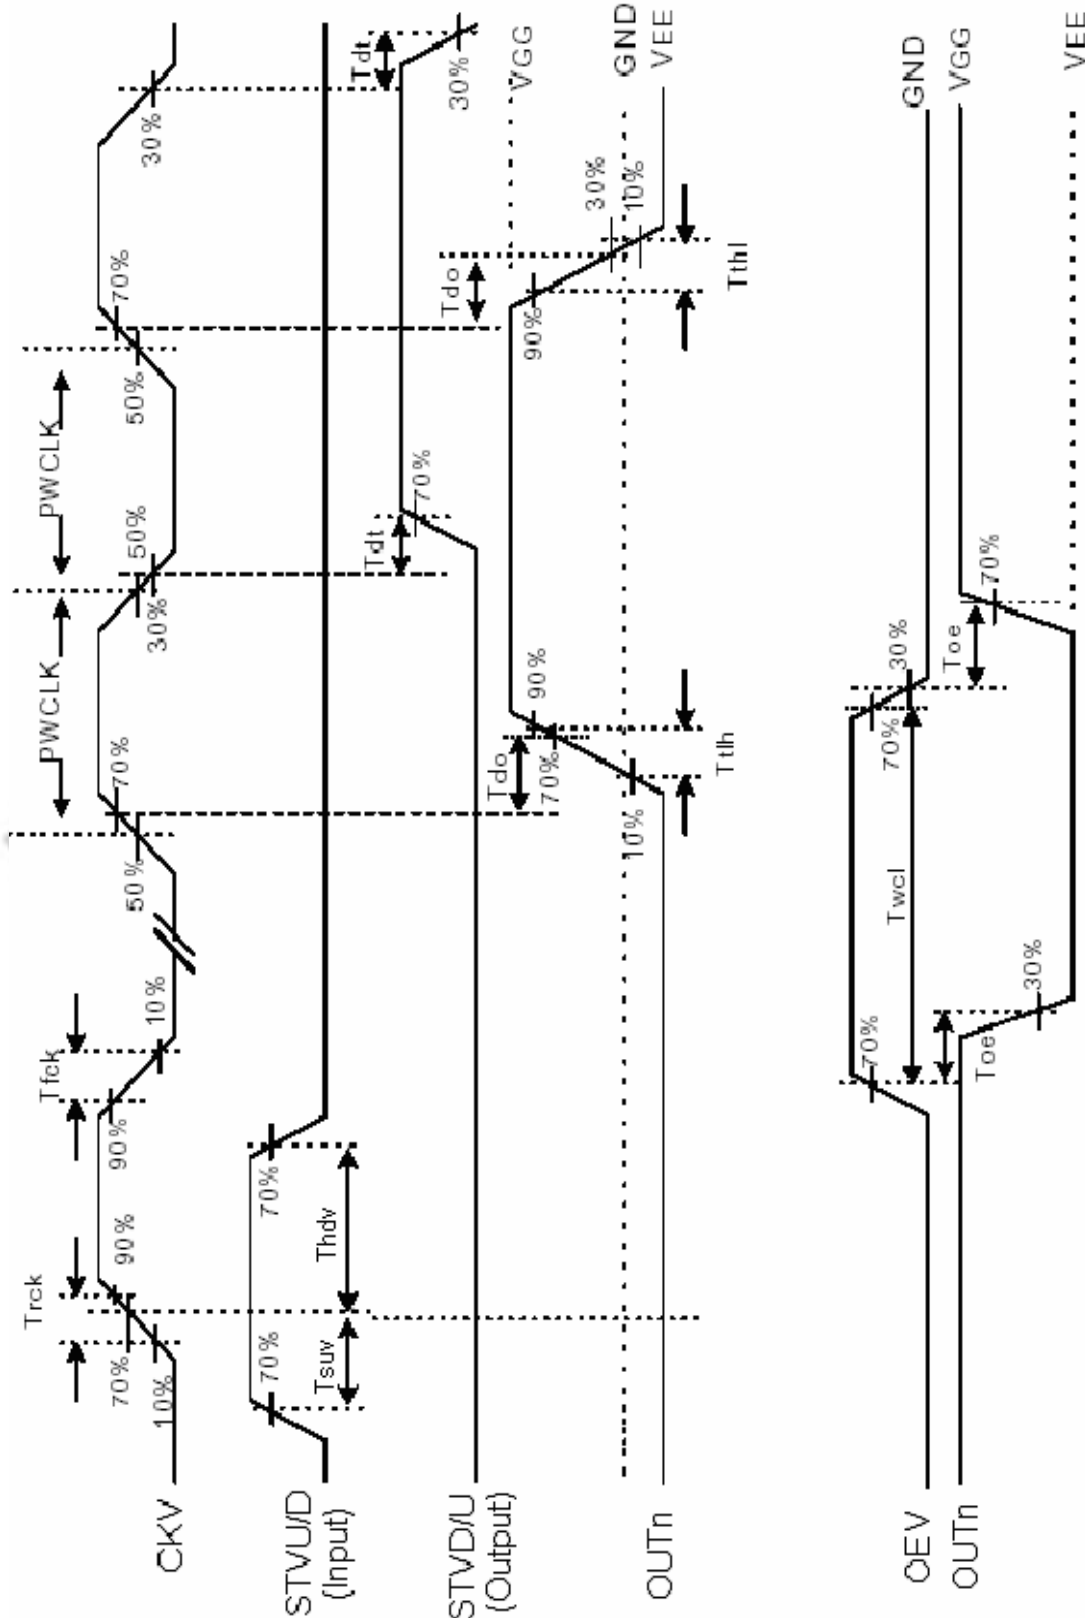 Trck
Tfck
PWCLK
PWCLK
70%
10%
90%
90%
10%
50%
70%
30%
50%
50%
70%
30%
CKV
70%
70%
Tsuv
Thdv
STVU/D
(Input)
Tdt
70%
Tdt
30%
STVD/U
(Output)
Tdo
70%
90%
10%
Ttlh
Tdo
90%
30%
10%
Tthl
VGG
GND
VEE
OUTn
70%
Twcl
70%
30%
GND
OEV
Toe
30%
Toe
70%
VGG
VEE
OUTn